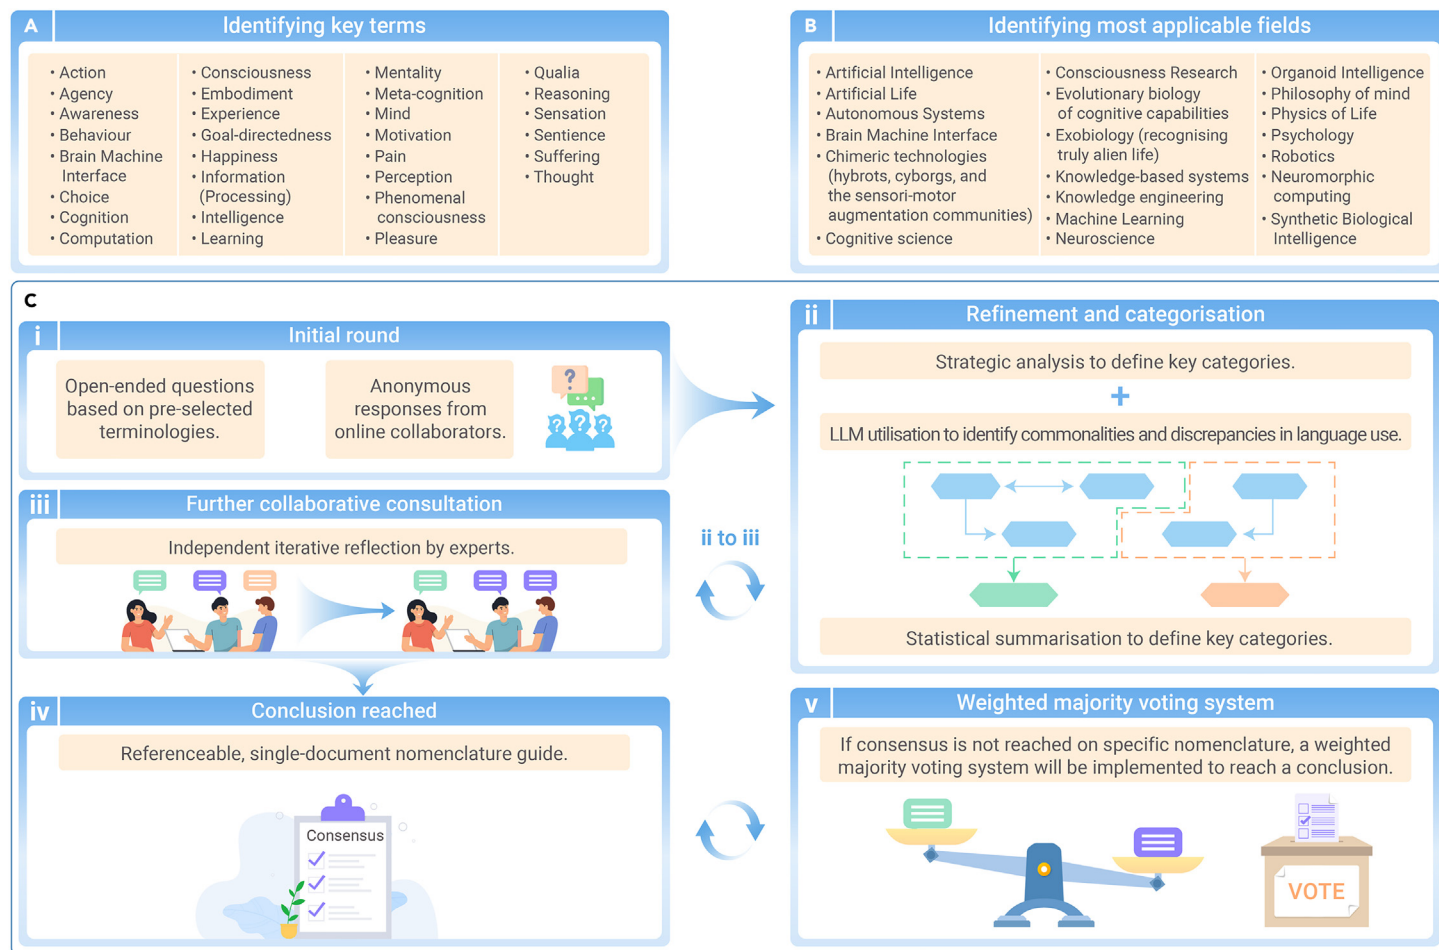 A Identifying key terms
• Action
• Agency
• Awareness
• Behaviour
• Brain Machine
Interface
• Choice
• Cognition
• Computation
• Consciousness
• Embodiment
• Experience
• Goal-directedness
• Happiness
• Information
(Processing)
• Intelligence
• Learning
• Mentality
• Meta-cognition
• Mind
• Motivation
• Pain
• Perception
• Phenomenal
consciousness
• Pleasure
• Qualia
• Reasoning
• Sensation
• Sentience
• Suffering
• Thought
B Identifying most applicable fields
• Artificial Intelligence
• Artificial Life
• Autonomous Systems
• Brain Machine Interface
• Chimeric technologies
(hybrots, cyborgs, and
the sensori-motor
augmentation communities)
• Cognitive science
• Consciousness Research
• Evolutionary biology
of cognitive capabilities
• Exobiology (recognising
truly alien life)
• Knowledge-based systems
• Knowledge engineering
• Machine Learning
• Neuroscience
• Organoid Intelligence
• Philosophy of mind
• Physics of Life
• Psychology
• Robotics
• Neuromorphic
computing
• Synthetic Biological
Intelligence
C
i Initial round
Open-ended questions
based on pre-selected
terminologies.
Anonymous
responses from
online collaborators.
? ...
? ? ?
ii Refinement and categorisation
Strategic analysis to define key categories.
+
LLM utilisation to identify commonalities and discrepancies in language use.
Statistical summarisation to define key categories.
iii Further collaborative consultation
Independent iterative reflection by experts.
ii to iii
iv Conclusion reached
Referenceable, single-document nomenclature guide.
Consensus
v Weighted majority voting system
If consensus is not reached on specific nomenclature, a weighted
majority voting system will be implemented to reach a conclusion.
VOTE